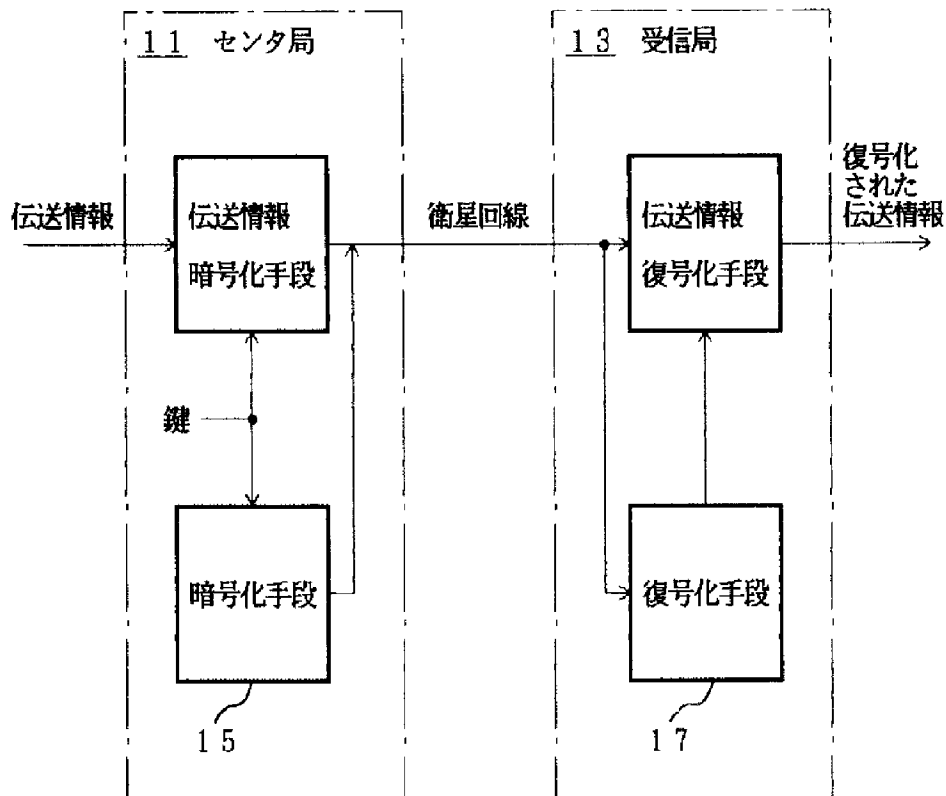 11 センタ局
13 受信局
伝送情報
伝送情報
暗号化手段
衛星回線
伝送情報
復号化手段
復号化
された
伝送情報
鍵
暗号化手段
復号化手段
15
17